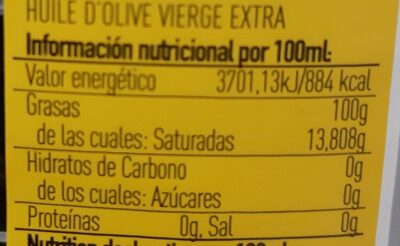 HUILE D'OLIVE VIERGE EXTRA
Información nutricional por 100ml:
Valor energético 3701,13kJ/884 kcal
Grasas 100g
de las cuales: Saturadas 13,808g
Hidratos de Carbono 0g
de los cuales: Azúcares 0g
Proteínas 0g, Sal 0g